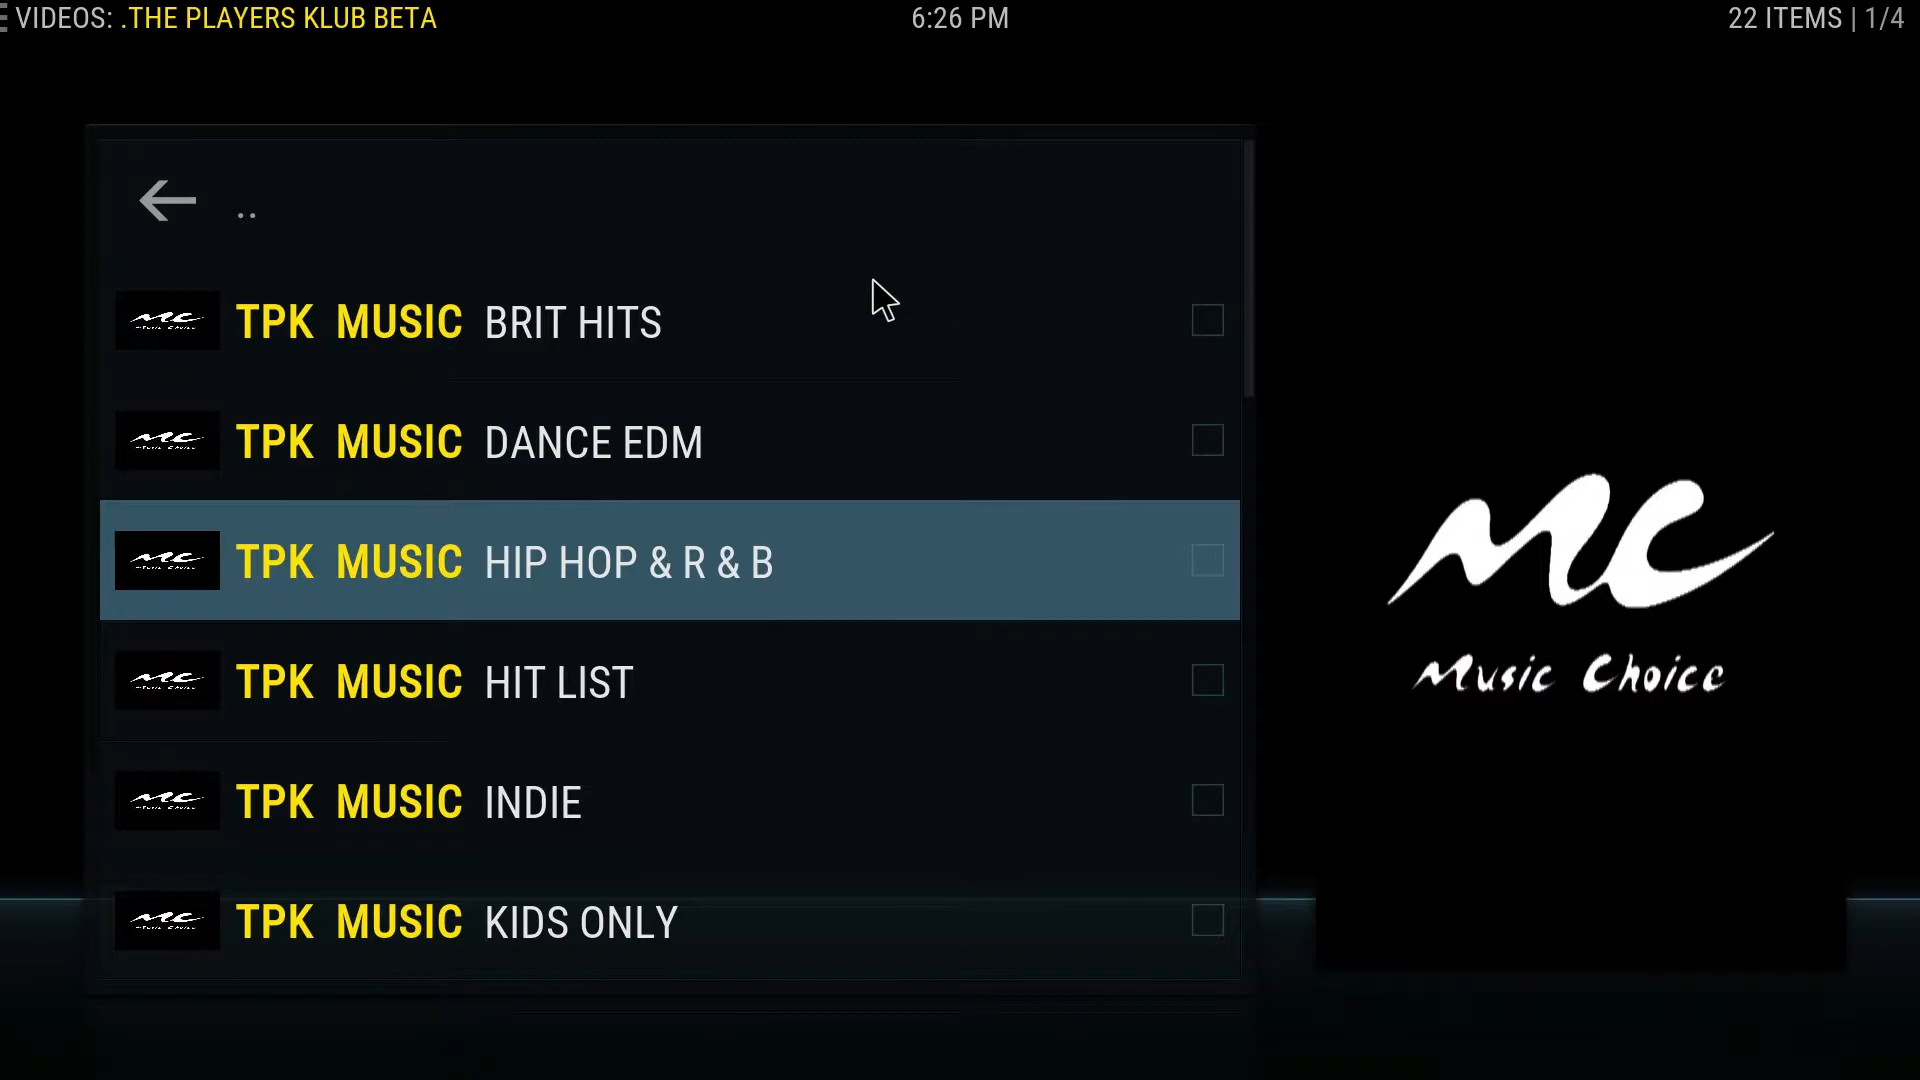 VIDEOS: .THE PLAYERS KLUB BETA
6:26 PM
22 ITEMS | 1/4
..
TPK MUSIC BRIT HITS
TPK MUSIC DANCE EDM
TPK MUSIC HIP HOP & R & B
TPK MUSIC HIT LIST
TPK MUSIC INDIE
TPK MUSIC KIDS ONLY
MC
Music Choice